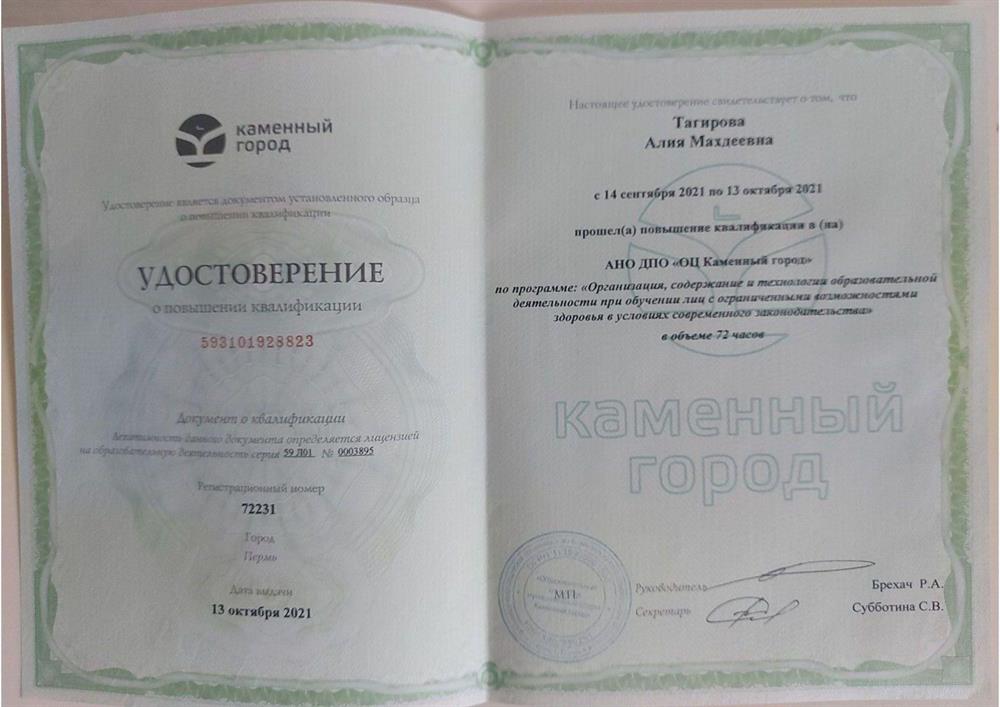 каменный
город
Удостоверение является документом установленного образца
о повышении квалификации
УДОСТОВЕРЕНИЕ
о повышении квалификации
593101928823
Документ о квалификации
Легитимность данного документа определяется лицензией
на образовательную деятельность серия 59 Л01 № 0003895
Регистрационный номер
72231
Город
Пермь
Дата выдачи
13 октября 2021
Настоящее удостоверение свидетельствует о том, что
Тагирова
Алия Махдеевна
с 14 сентября 2021 по 13 октября 2021
прошел(а) повышение квалификации в (на)
АНО ДПО «ОЦ Каменный город»
по программе: «Организация, содержание и технологии образовательной
деятельности при обучении лиц с ограниченными возможностями
здоровья в условиях современного законодательства»
в объеме 72 часов
каменный
город
М.П.
Руководитель
Брехач Р.А.
Секретарь
Субботина С.В.